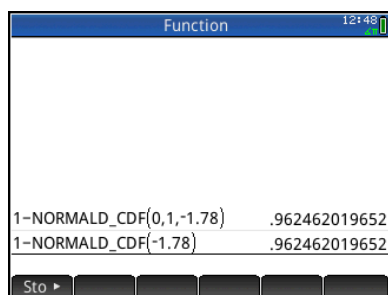 Function
12:48
∡π
1−NORMALD_CDF(0,1,-1.78) .962462019652
1−NORMALD_CDF(-1.78) .962462019652
Sto ▸